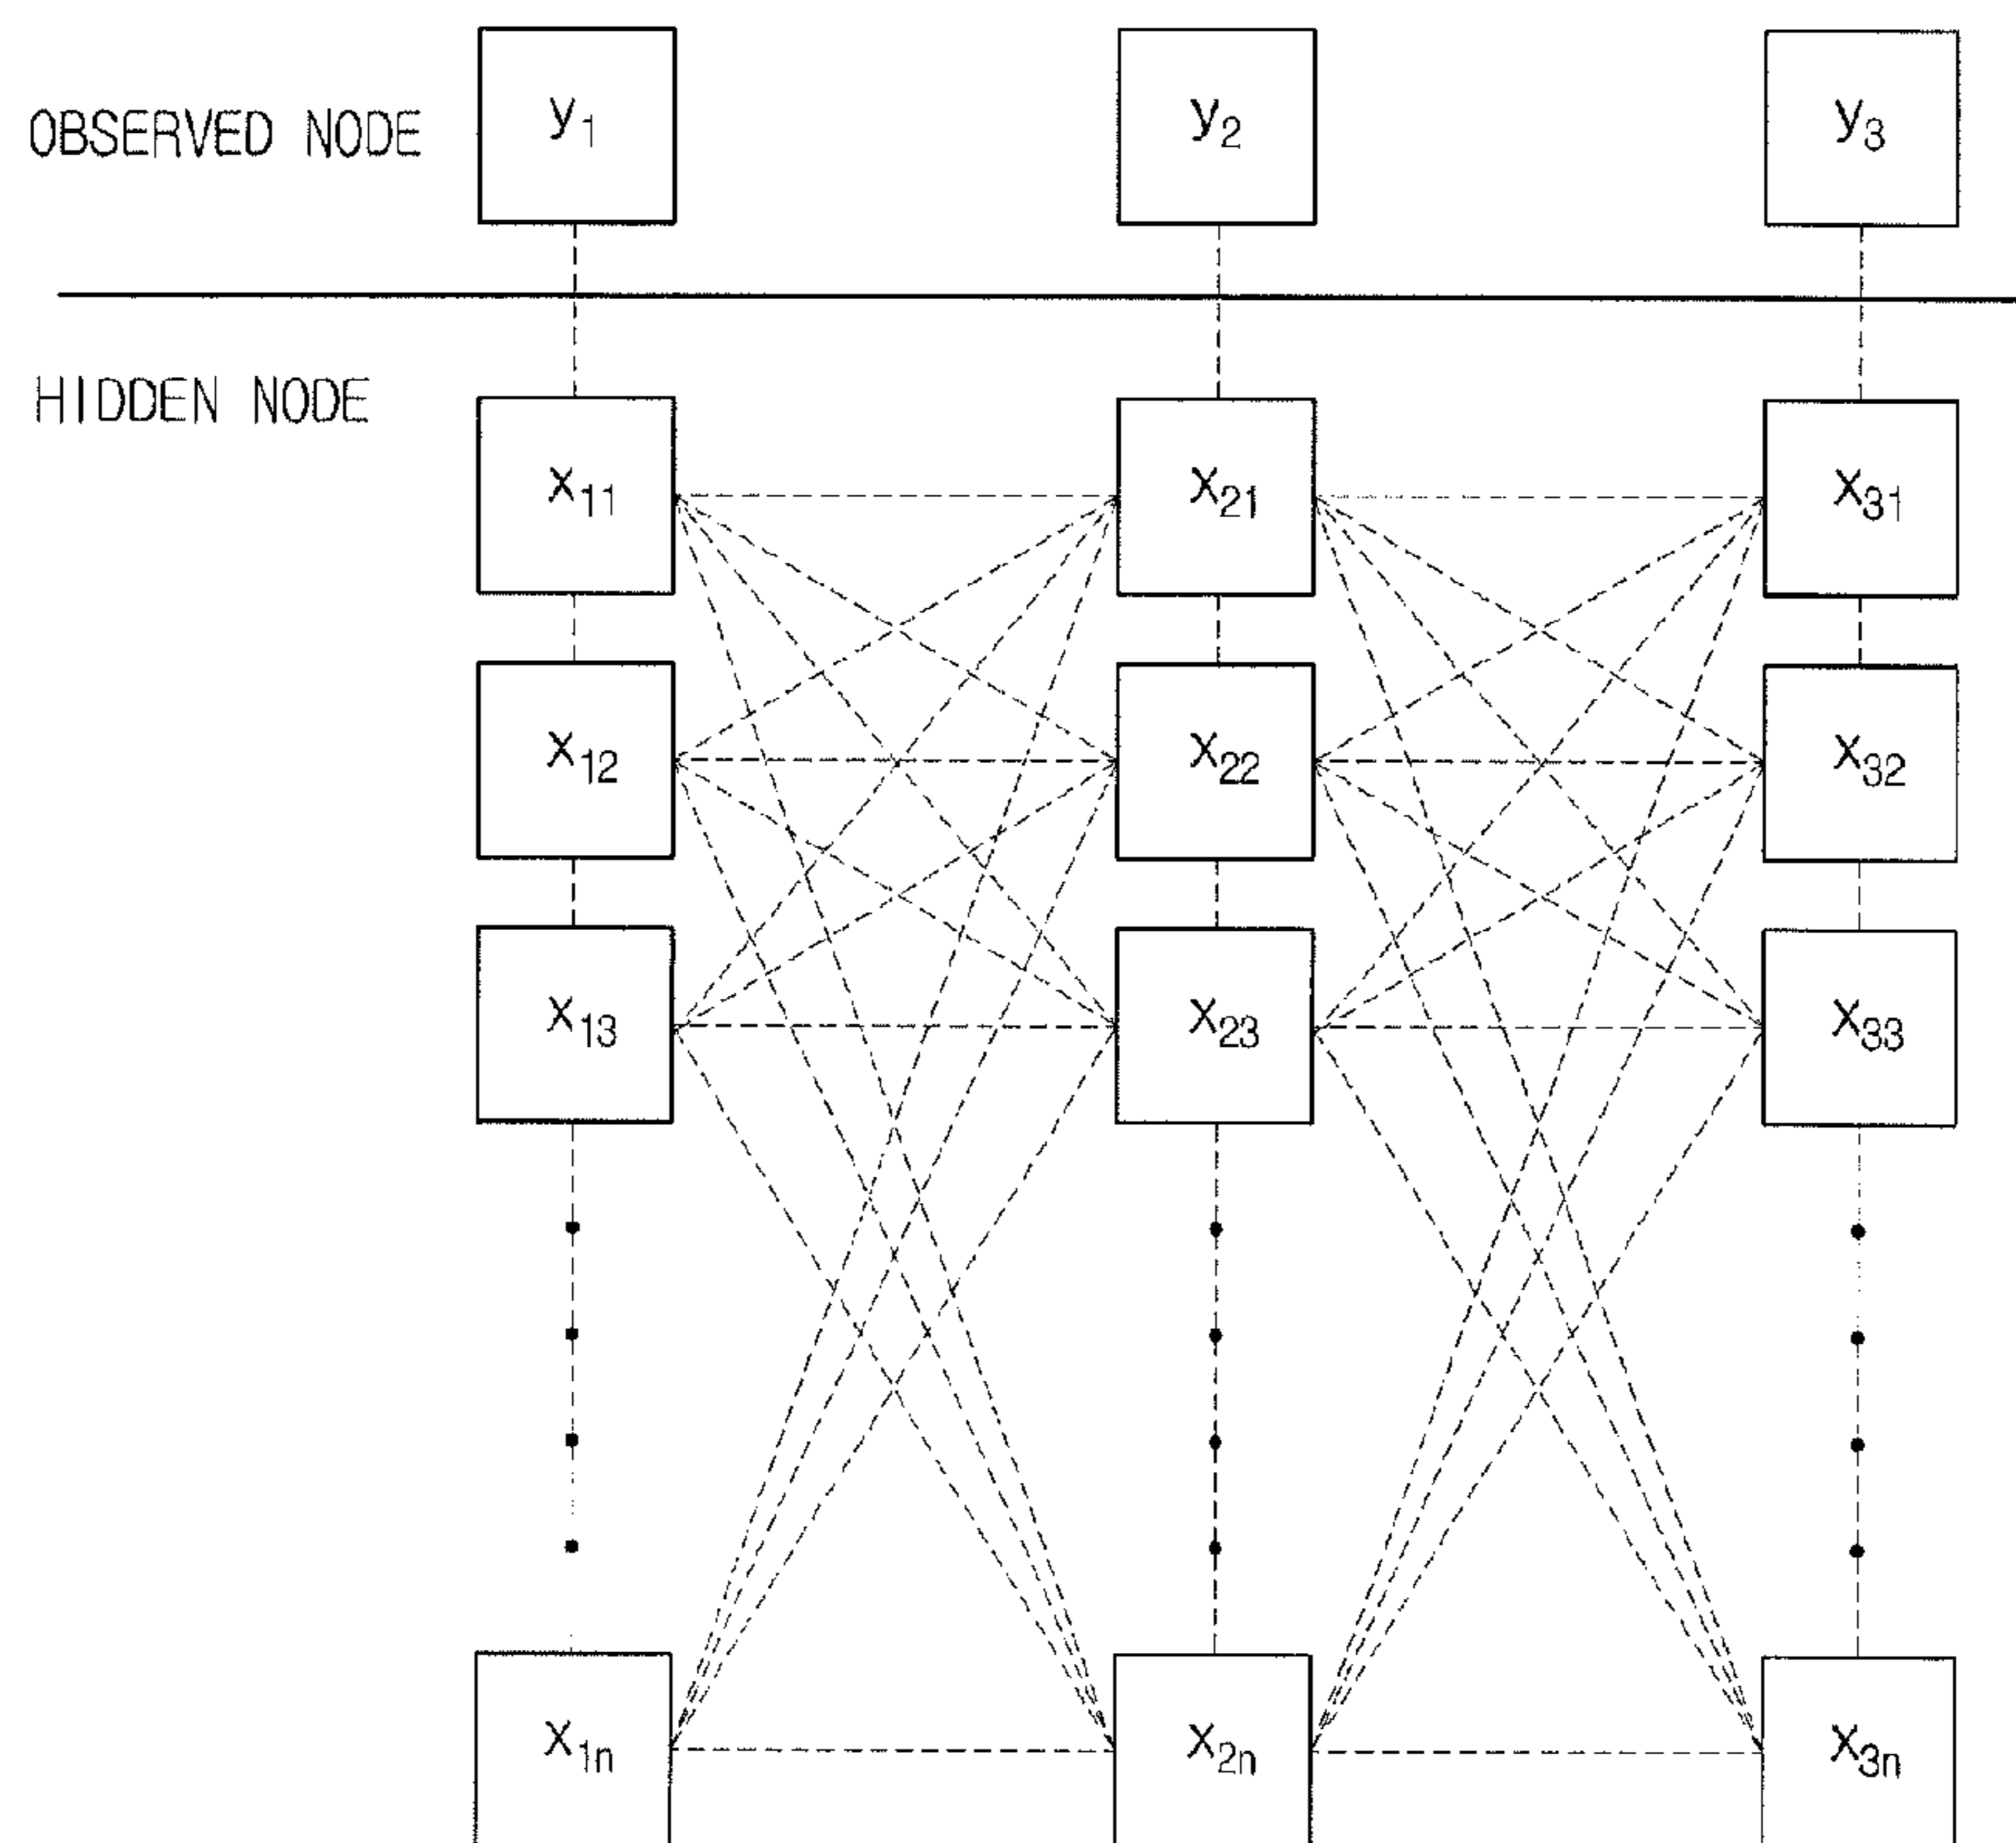 OBSERVED NODE
y₁ y₂ y₃
HIDDEN NODE
x₁₁ x₂₁ x₃₁
x₁₂ x₂₂ x₃₂
x₁₃ x₂₃ x₃₃
x₁ₙ x₂ₙ x₃ₙ